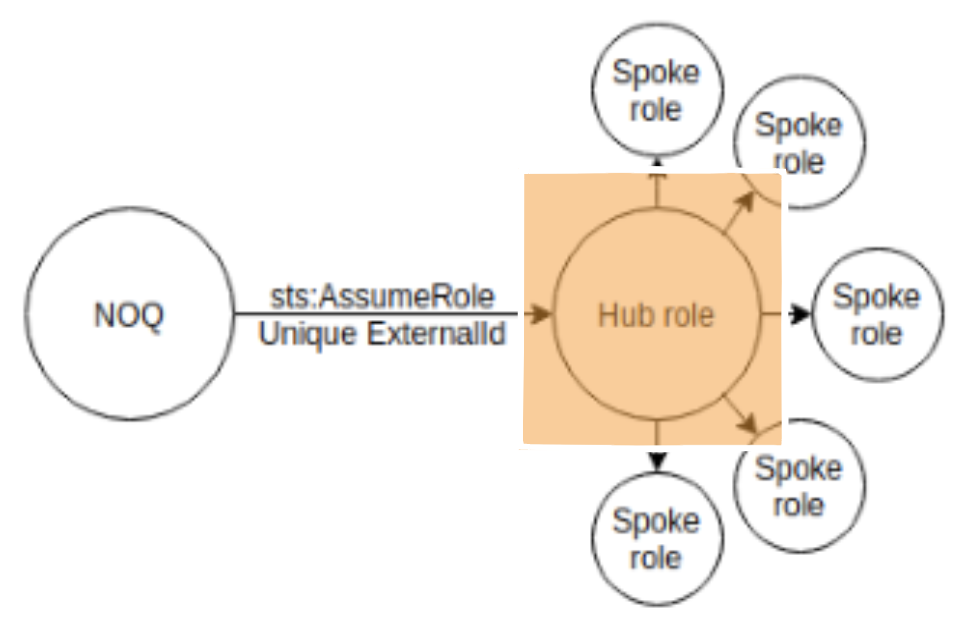 Spoke
role
Spoke
role
NOQ
sts:AssumeRole
Unique ExternalId
Hub role
Spoke
role
Spoke
role
Spoke
role